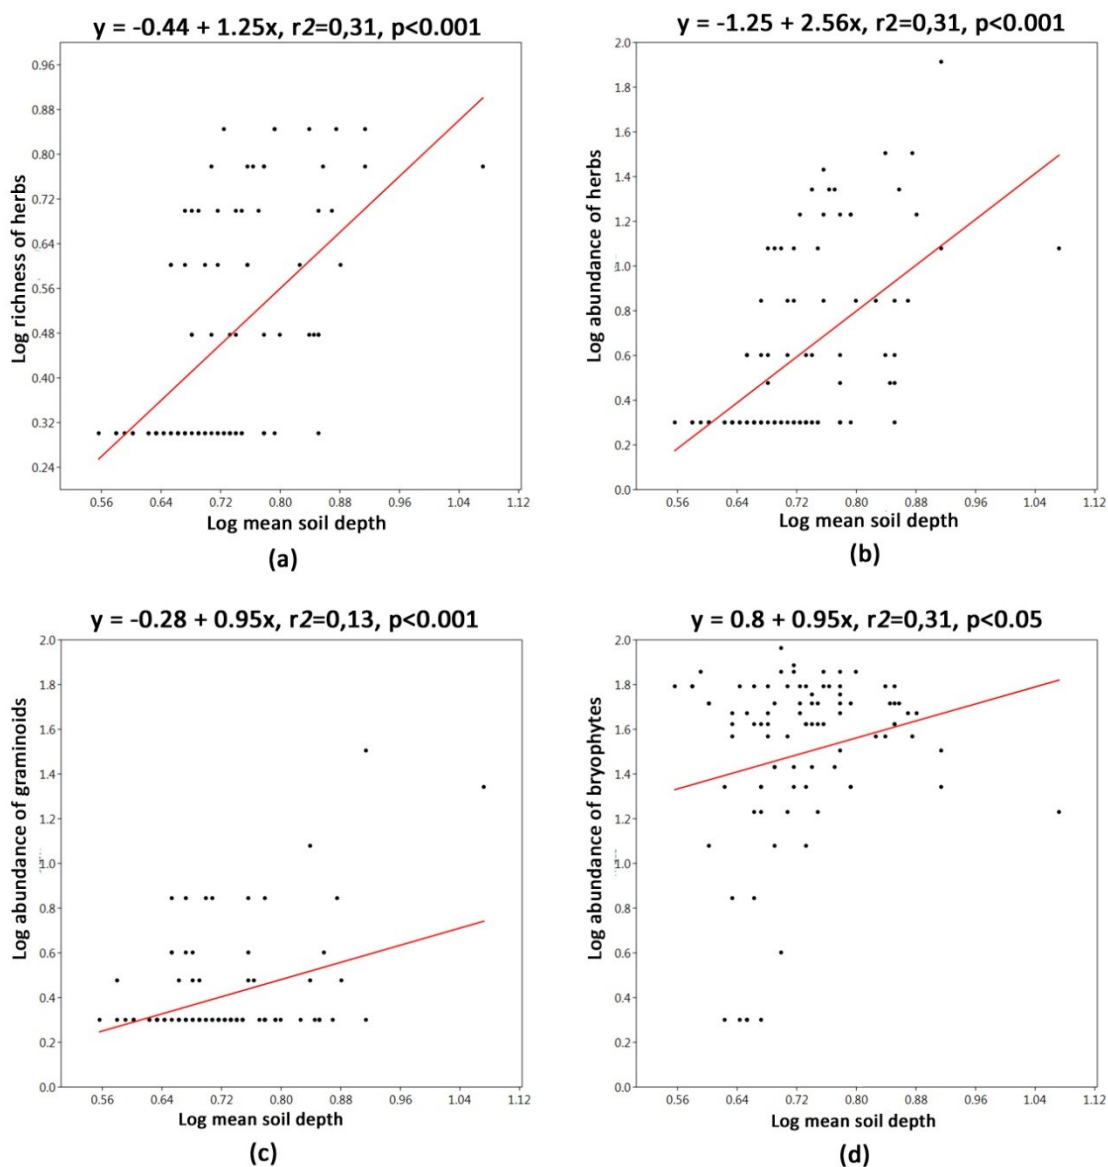 y = -0.44 + 1.25x, r2=0,31, p<0.001
y = -1.25 + 2.56x, r2=0,31, p<0.001
0.96
0.88
0.80
0.72
0.64
0.56
0.48
0.40
0.32
0.24
Log richness of herbs
0.56 0.64 0.72 0.80 0.88 0.96 1.04 1.12
Log mean soil depth
(a)
2.0
1.8
1.6
1.4
1.2
1.0
0.8
0.6
0.4
0.2
0.0
Log abundance of herbs
0.56 0.64 0.72 0.80 0.88 0.96 1.04 1.12
Log mean soil depth
(b)
y = -0.28 + 0.95x, r2=0,13, p<0.001
y = 0.8 + 0.95x, r2=0,31, p<0.05
2.0
1.8
1.6
1.4
1.2
1.0
0.8
0.6
0.4
0.2
0.0
Log abundance of graminoids
0.56 0.64 0.72 0.80 0.88 0.96 1.04 1.12
Log mean soil depth
(c)
2.0
1.8
1.6
1.4
1.2
1.0
0.8
0.6
0.4
0.2
0.0
Log abundance of bryophytes
0.56 0.64 0.72 0.80 0.88 0.96 1.04 1.12
Log mean soil depth
(d)